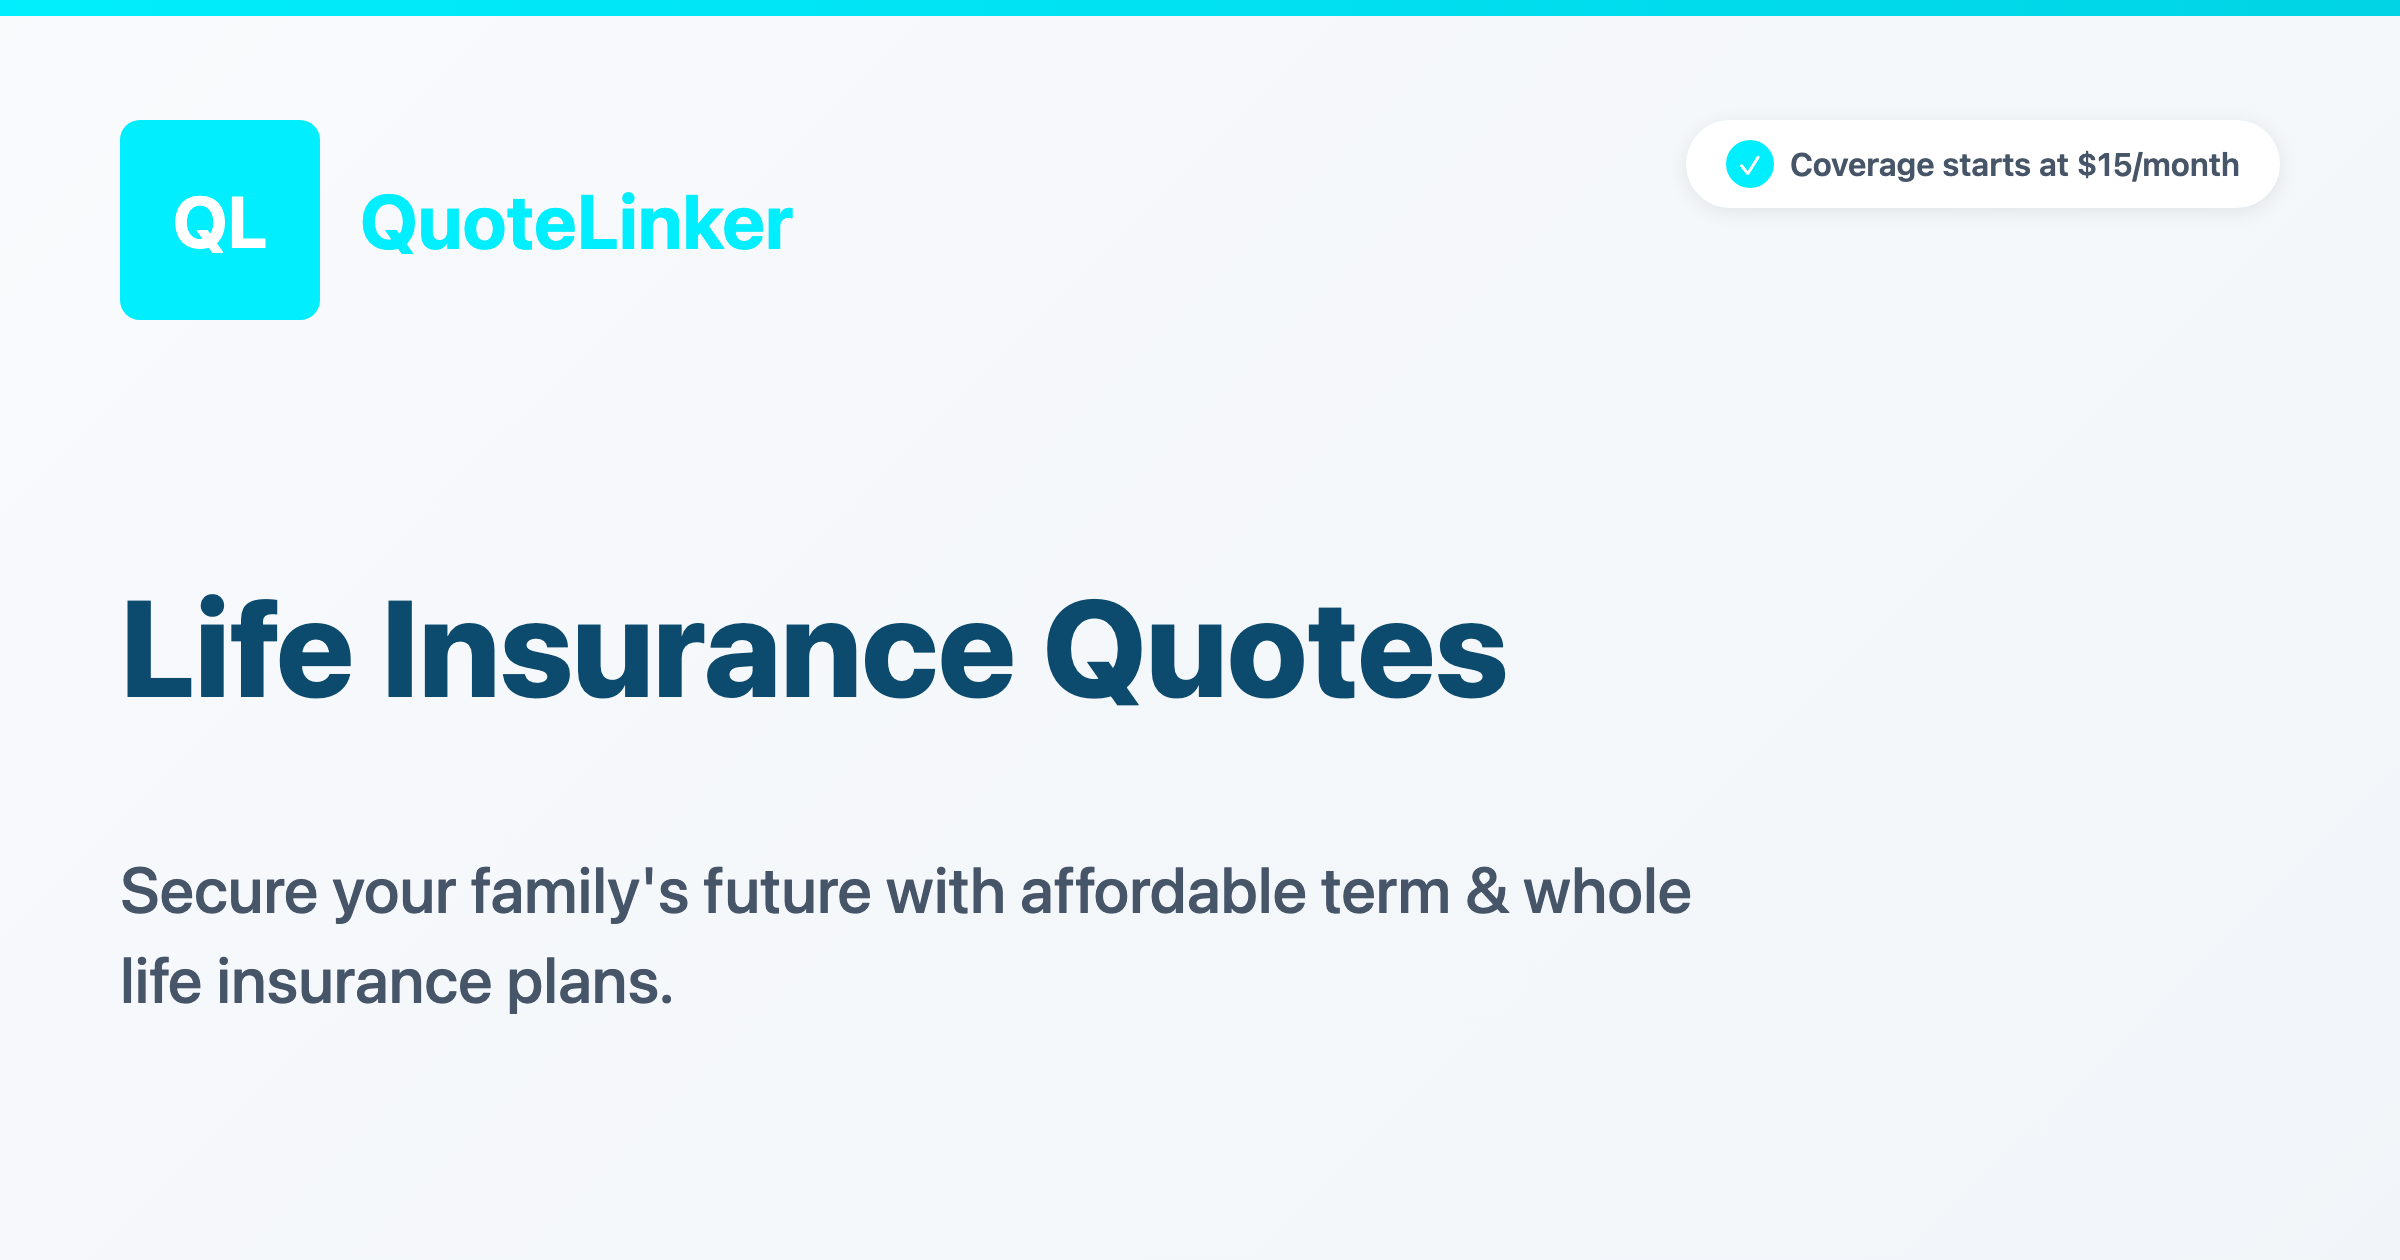 QL
QuoteLinker
Coverage starts at $15/month
Life Insurance Quotes
Secure your family's future with affordable term & whole
life insurance plans.